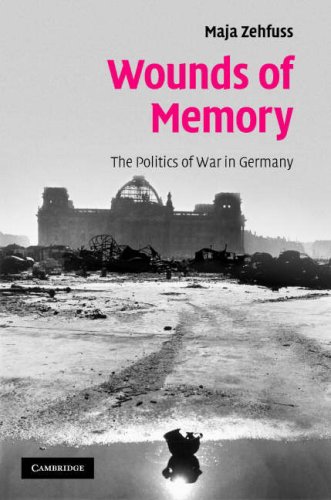 Maja Zehfuss
Wounds of
Memory
The Politics of War in Germany
CAMBRIDGE